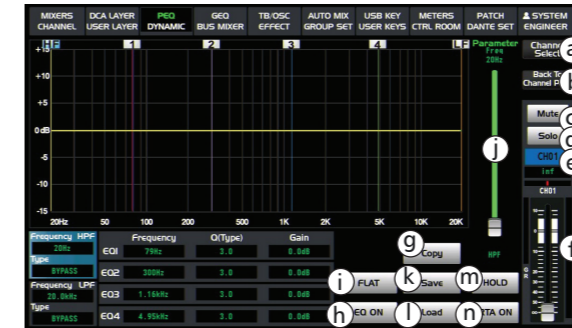 MIXERS DCA LAYER PEQ GEQ TB/OSC AUTO MIX USB KEY METERS PATCH SYSTEM
CHANNEL USER LAYER DYNAMIC BUS MIXER EFFECT GROUP SET USER KEYS CTRL ROOM DANTE SET ENGINEER
+15 HF 1 2 3 4 LF Parameter
Freq
20Hz
Channel
Select
a
+10
Back To
Channel
b
+5
Mute
c
0dB
Solo
d
j
CH01
e
-5
inf
-10
CH01
-15
20Hz 50 100 200 500 1K 2K 5K 10K 20K
Frequency HPF
20Hz
Type
BYPASS
Frequency LPF
20.0kHz
Type
BYPASS
Frequency Q(Type) Gain
EQ1 79Hz 3.0 0.0dB
EQ2 300Hz 3.0 0.0dB
EQ3 1.16kHz 3.0 0.0dB
EQ4 4.95kHz 3.0 0.0dB
g Copy
HPF
f
i FLAT k Save m HOLD
h EQ ON l Load n RTA ON